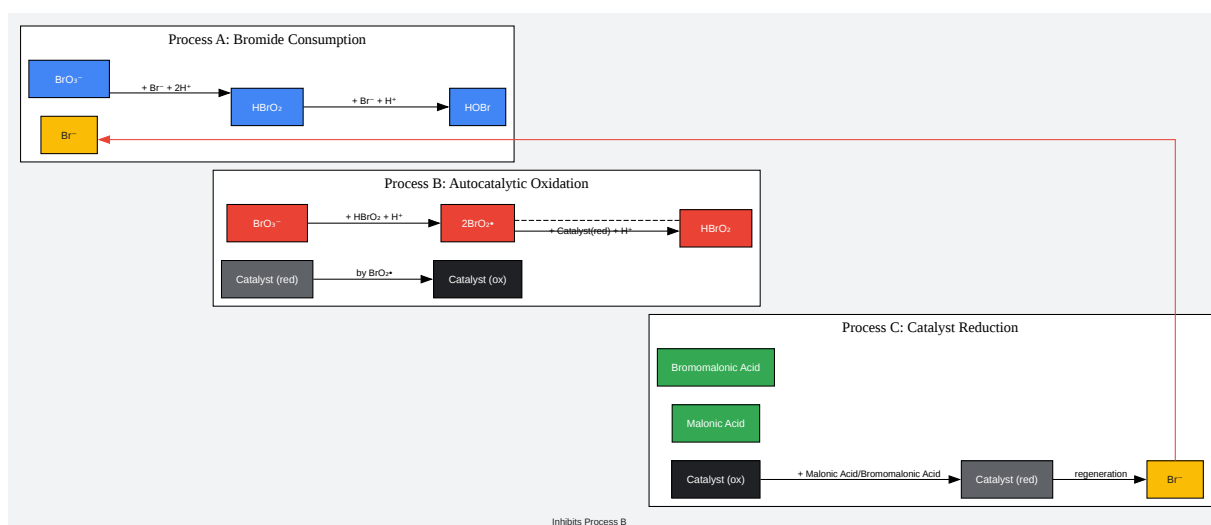 Process A: Bromide Consumption
BrO₃⁻
+ Br⁻ + 2H⁺
HBrO₂
+ Br⁻ + H⁺
HOBr
Br⁻
Process B: Autocatalytic Oxidation
BrO₃⁻
+ HBrO₂ + H⁺
2BrO₂•
+ Catalyst(red) + H⁺
HBrO₂
Catalyst (red)
by BrO₂•
Catalyst (ox)
Process C: Catalyst Reduction
Bromomalonic Acid
Malonic Acid
Catalyst (ox)
+ Malonic Acid/Bromomalonic Acid
Catalyst (red)
regeneration
Br⁻
Inhibits Process B